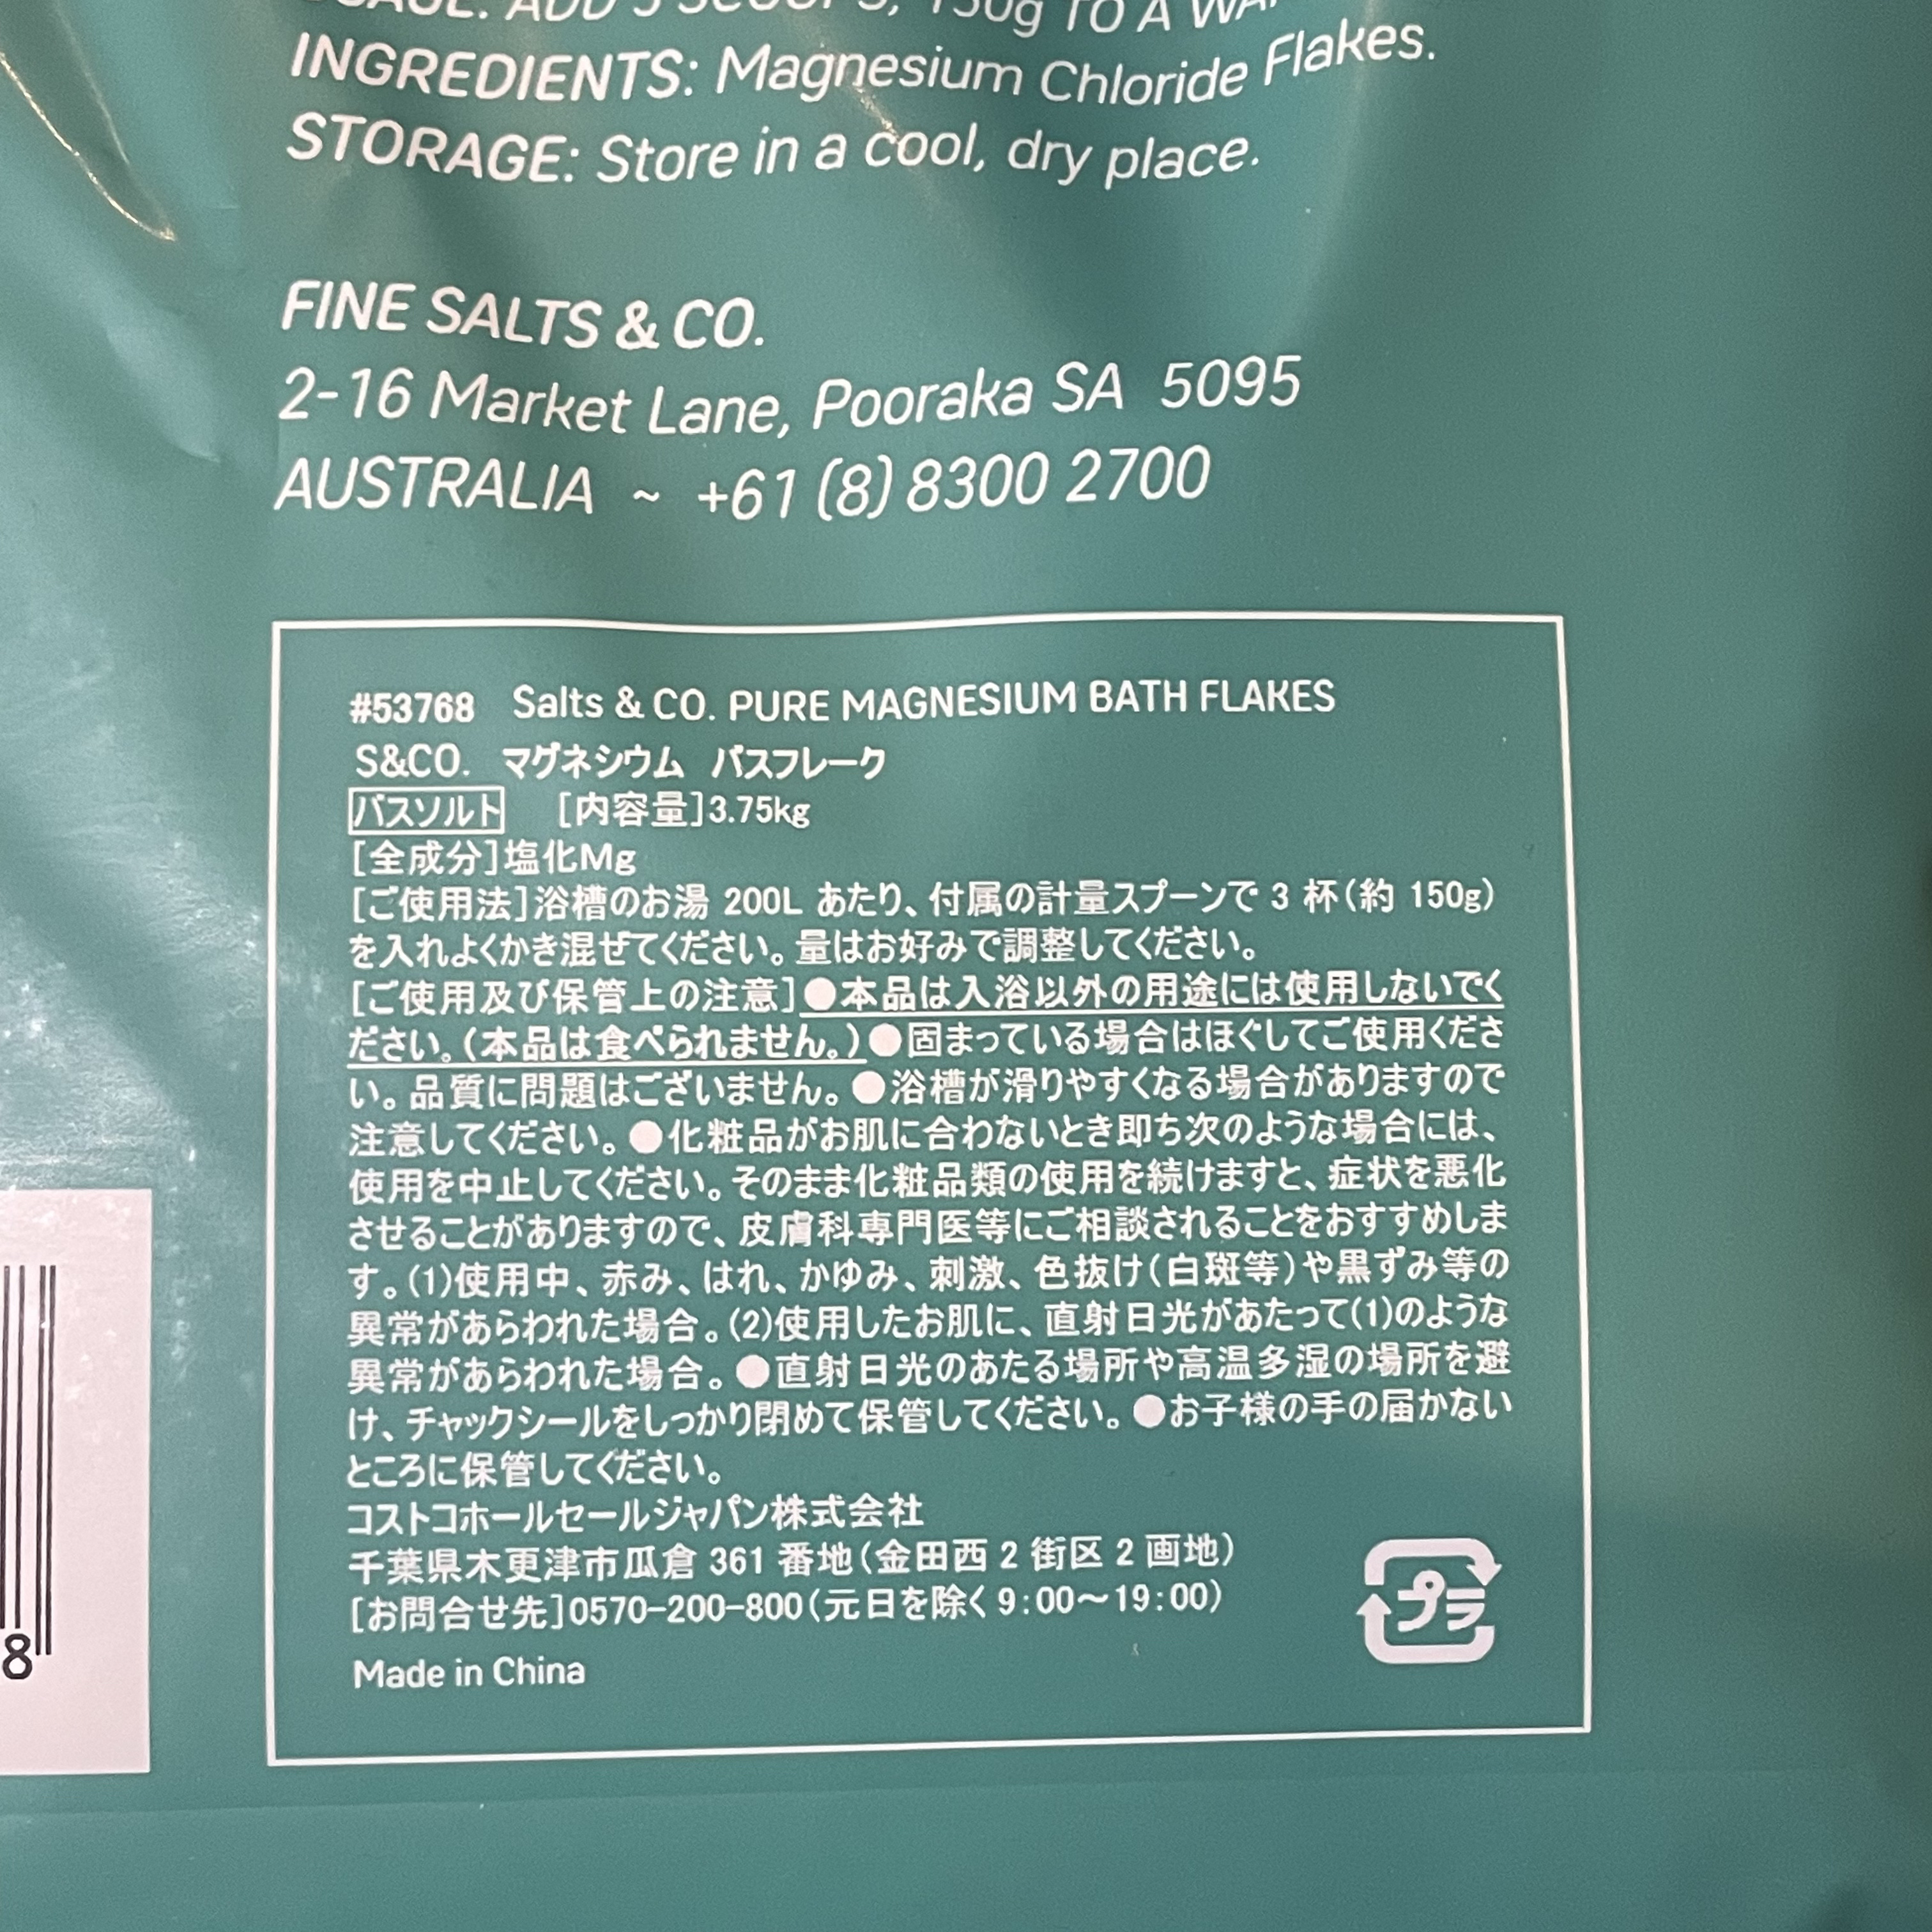 ADD 3 SCOOPS, 150g TO A
INGREDIENTS: Magnesium Chloride Flakes.
STORAGE: Store in a cool, dry place.
FINE SALTS & CO.
2-16 Market Lane, Pooraka SA 5095
AUSTRALIA ~ +61 (8) 8300 2700
#53768 Salts & CO. PURE MAGNESIUM BATH FLAKES
S&CO. マグネシウム バスフレーク
バスソルト [内容量]3.75kg
[全成分]塩化Mg
[ご使用法]浴槽のお湯 200L あたり、付属の計量スプーンで 3 杯(約 150g)
を入れよくかき混ぜてください。量はお好みで調整してください。
[ご使用及び保管上の注意]●本品は入浴以外の用途には使用しないでく
ださい。(本品は食べられません。)●固まっている場合はほぐしてご使用くださ
い。品質に問題はございません。●浴槽が滑りやすくなる場合がありますので
注意してください。●化粧品がお肌に合わないとき即ち次のような場合には、
使用を中止してください。そのまま化粧品類の使用を続けますと、症状を悪化
させることがありますので、皮膚科専門医等にご相談されることをおすすめしま
す。(1)使用中、赤み、はれ、かゆみ、刺激、色抜け(白斑等)や黒ずみ等の
異常があらわれた場合。(2)使用したお肌に、直射日光があたって(1)のような
異常があらわれた場合。●直射日光のあたる場所や高温多湿の場所を避
け、チャックシールをしっかり閉めて保管してください。●お子様の手の届かない
ところに保管してください。
コストコホールセールジャパン株式会社
千葉県木更津市瓜倉 361 番地(金田西 2 街区 2 画地)
[お問合せ先]0570-200-800(元日を除く 9:00～19:00)
プラ
Made in China
8